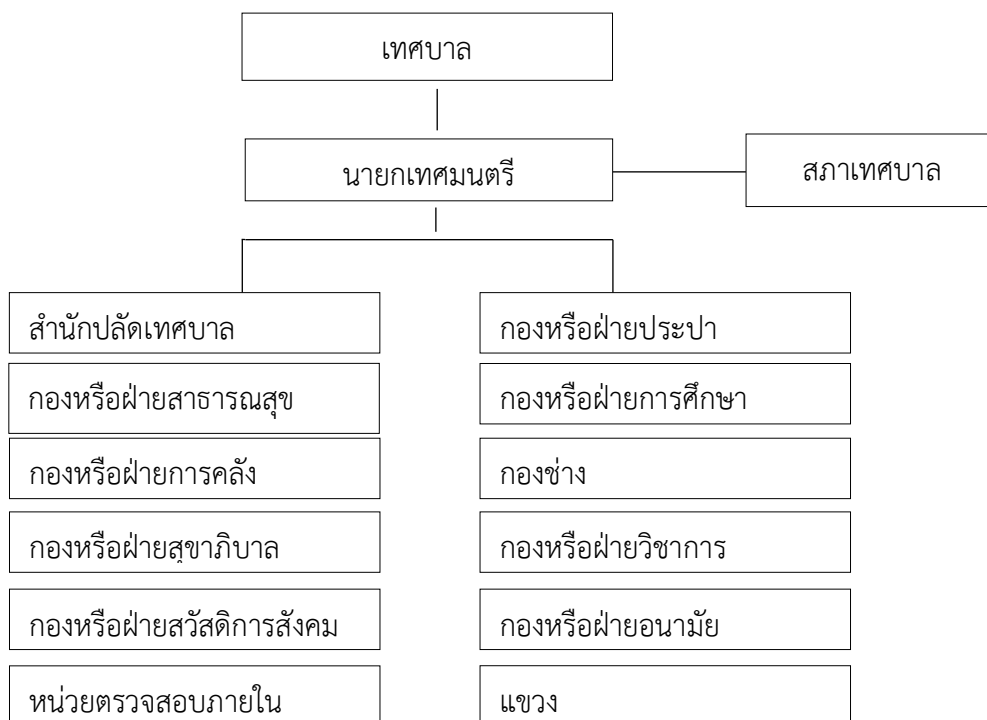 เทศบาล
นายกเทศมนตรี
สภาเทศบาล
สำนักปลัดเทศบาล
กองหรือฝ่ายประปา
กองหรือฝ่ายสาธารณสุข
กองหรือฝ่ายการศึกษา
กองหรือฝ่ายการคลัง
กองช่าง
กองหรือฝ่ายสุขาภิบาล
กองหรือฝ่ายวิชาการ
กองหรือฝ่ายสวัสดิการสังคม
กองหรือฝ่ายอนามัย
หน่วยตรวจสอบภายใน
แขวง